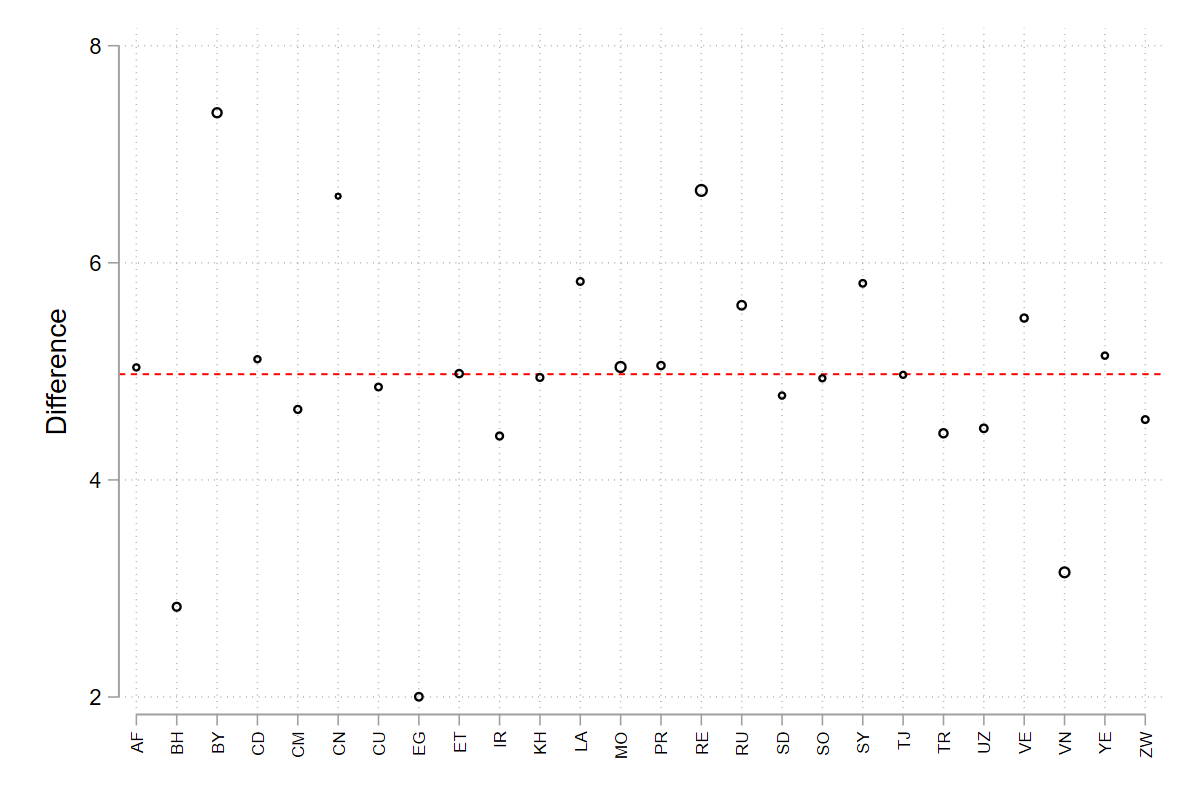 8
6
4
2
Difference
AF BH BY CD CM CN CU EG ET IR KH LA MO PR RE RU SD SO SY TJ TR UZ VE VN YE ZW